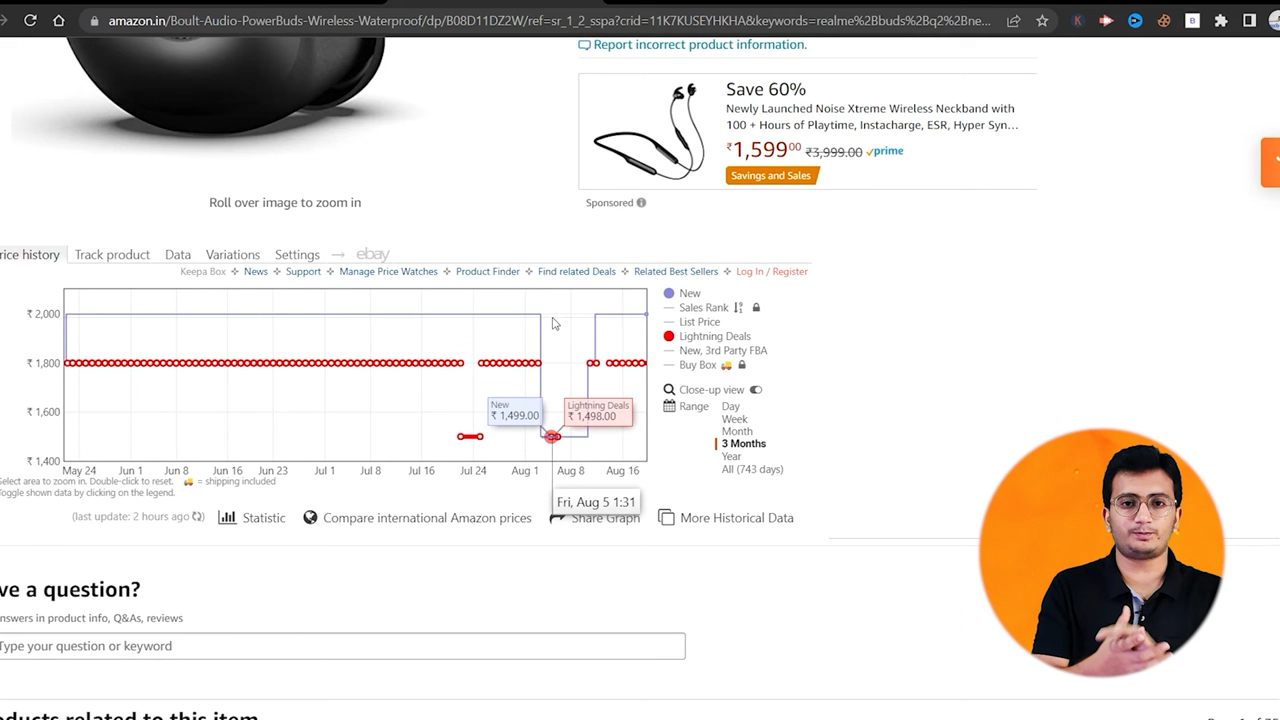 amazon.in/Boult-Audio-PowerBuds-Wireless-Waterproof/dp/B08D11DZ2W/ref=sr_1_2_sspa?crid=11K7KUSEYHKHA&keywords=realme%2Bbuds%2Bq2%2Bne...
Report incorrect product information.
Save 60%
Newly Launched Noise Xtreme Wireless Neckband with
100 + Hours of Playtime, Instacharge, ESR, Hyper Syn...
₹1,599⁰⁰ ₹3,999.00 prime
Savings and Sales
Roll over image to zoom in
Sponsored
rice history Track product Data Variations Settings → ebay
Keepa Box News Support Manage Price Watches Product Finder Find related Deals Related Best Sellers Log In / Register
₹ 2,000
₹ 1,800
₹ 1,600
₹ 1,400
New
₹ 1,499.00
Lightning Deals
₹ 1,498.00
May 24 Jun 1 Jun 8 Jun 16 Jun 23 Jul 1 Jul 8 Jul 16 Jul 24 Aug 1 Aug 8 Aug 16
Fri, Aug 5 1:31
New
Sales Rank
List Price
Lightning Deals
New, 3rd Party FBA
Buy Box
Close-up view
Range Day
Week
Month
3 Months
Year
All (743 days)
Select area to zoom in. Double-click to reset. = shipping included
Toggle shown data by clicking on the legend.
(last update: 2 hours ago) Statistic Compare international Amazon prices Share Graph More Historical Data
ve a question?
nswers in product info, Q&As, reviews
Type your question or keyword
oducts related to this item